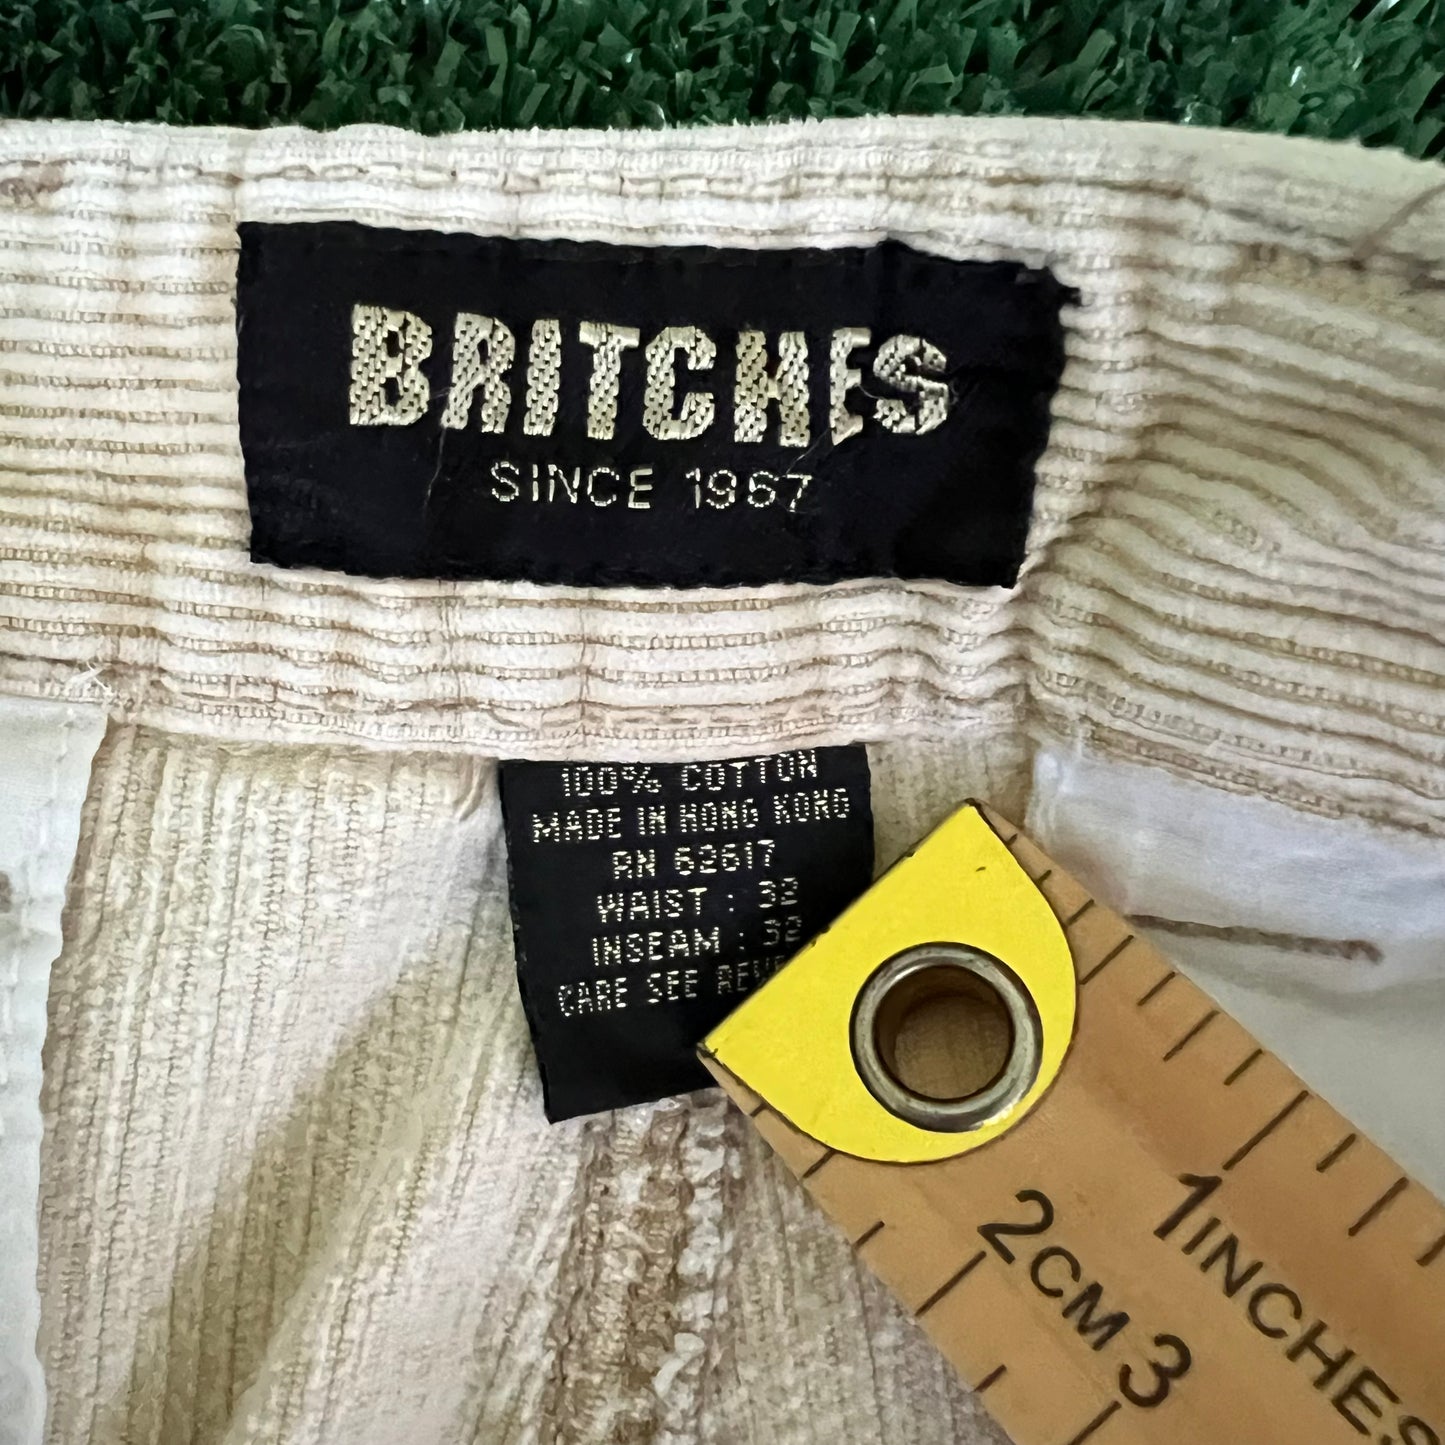 BRITCHES
SINCE 1967
100% COTTON
MADE IN HONG KONG
RN 62617
WAIST : 32
INSEAM : 32
CARE SEE
1 INCHES
2 CM 3